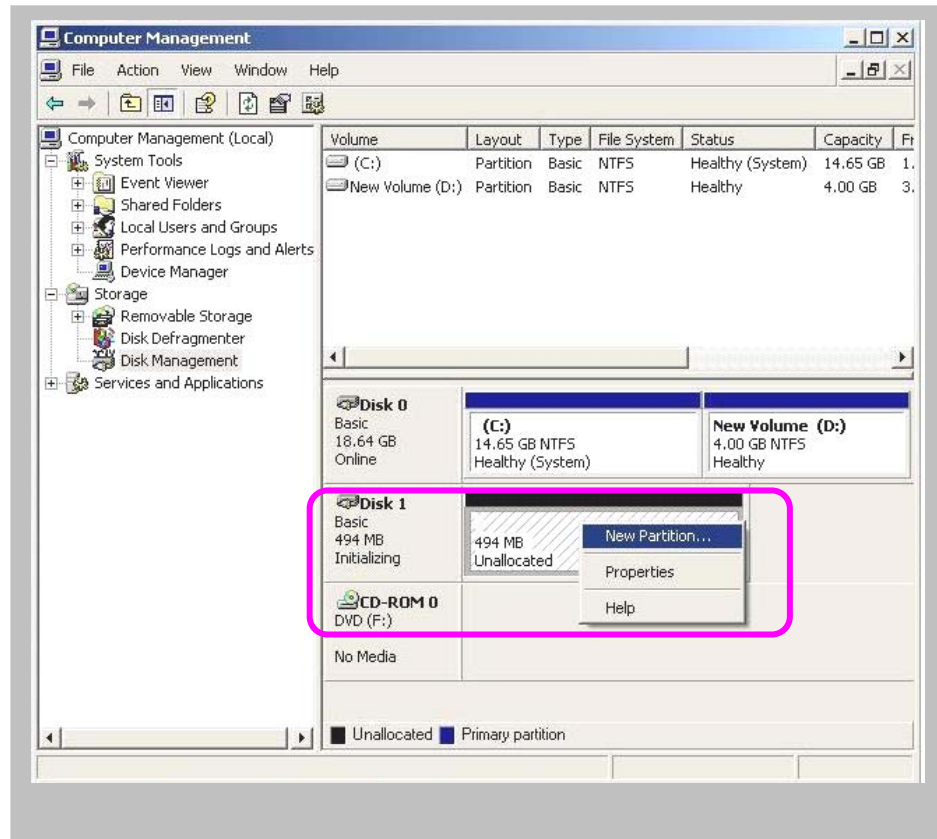 Computer Management
File Action View Window Help
Computer Management (Local)
System Tools
Event Viewer
Shared Folders
Local Users and Groups
Performance Logs and Alerts
Device Manager
Storage
Removable Storage
Disk Defragmenter
Disk Management
Services and Applications
Volume Layout Type File System Status Capacity Fr
(C:) Partition Basic NTFS Healthy (System) 14.65 GB 1.
New Volume (D:) Partition Basic NTFS Healthy 4.00 GB 3.
Disk 0
Basic
18.64 GB
Online
(C:)
14.65 GB NTFS
Healthy (System)
New Volume (D:)
4.00 GB NTFS
Healthy
Disk 1
Basic
494 MB
Initializing
494 MB
Unallocated
New Partition...
Properties
Help
CD-ROM 0
DVD (F:)
No Media
Unallocated Primary partition